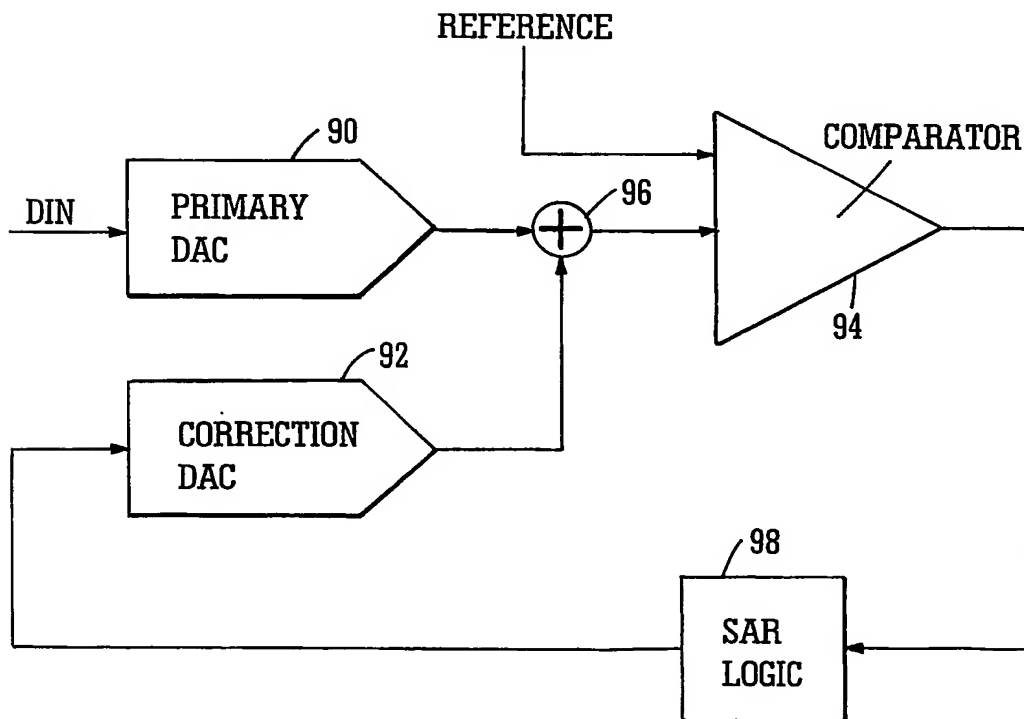 REFERENCE
90
COMPARATOR
DIN
PRIMARY
DAC
96
94
92
CORRECTION
DAC
98
SAR
LOGIC